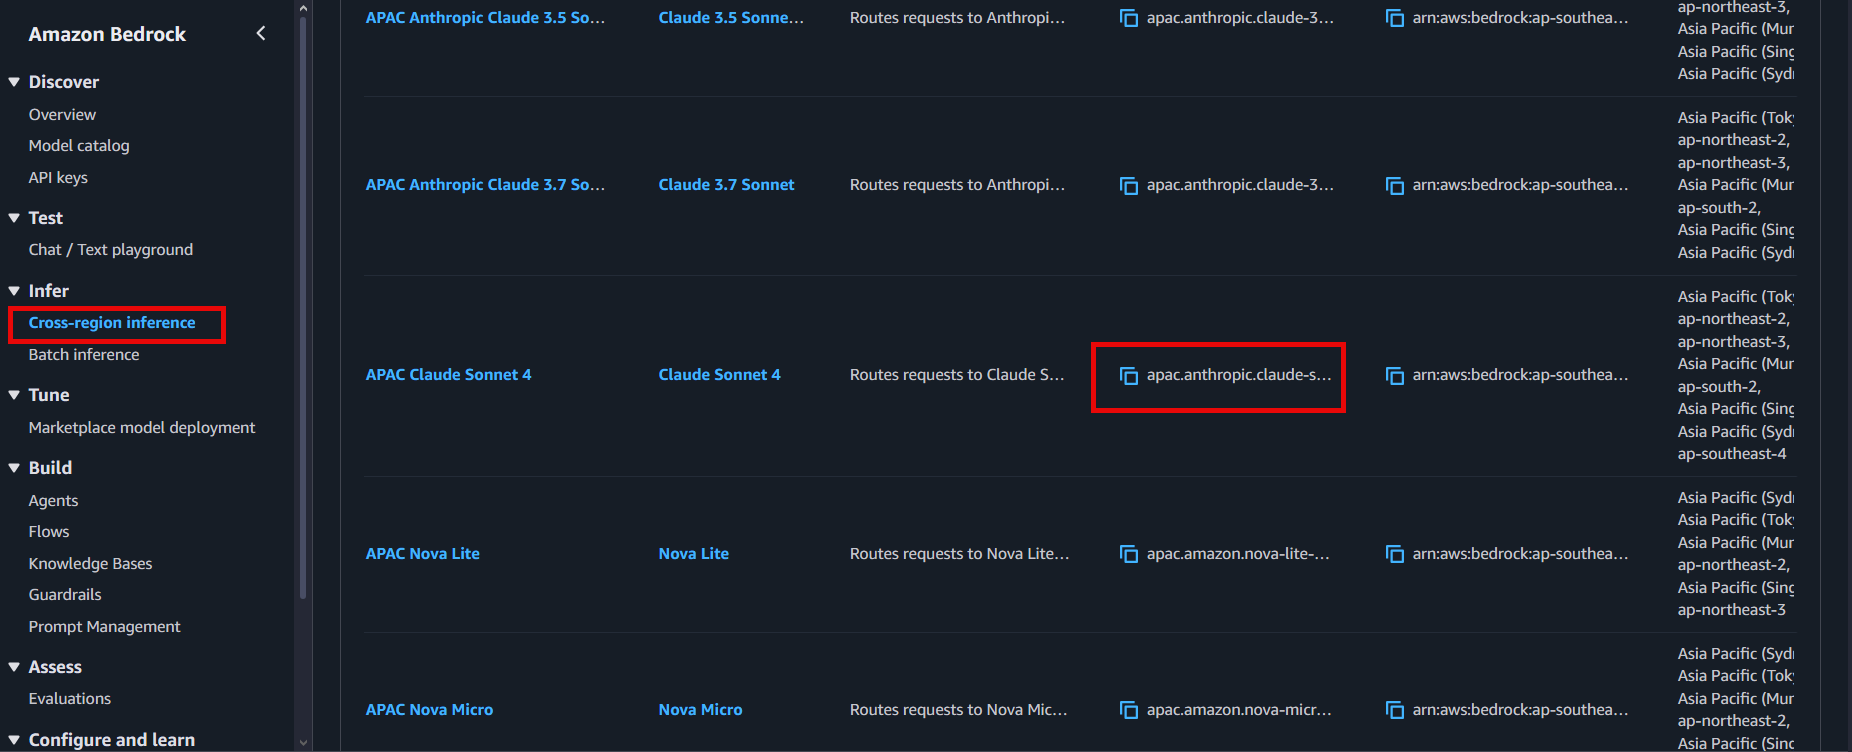 Amazon Bedrock
Discover
Overview
Model catalog
API keys
Test
Chat / Text playground
Infer
Cross-region inference
Batch inference
Tune
Marketplace model deployment
Build
Agents
Flows
Knowledge Bases
Guardrails
Prompt Management
Assess
Evaluations
Configure and learn
APAC Anthropic Claude 3.5 So... Claude 3.5 Sonne... Routes requests to Anthropi... apac.anthropic.claude-3... arn:aws:bedrock:ap-southea...
ap-northeast-3,
Asia Pacific (Mur
Asia Pacific (Sing
Asia Pacific (Sydn
APAC Anthropic Claude 3.7 So... Claude 3.7 Sonnet Routes requests to Anthropi... apac.anthropic.claude-3... arn:aws:bedrock:ap-southea...
Asia Pacific (Toky
ap-northeast-2,
ap-northeast-3,
Asia Pacific (Mur
ap-south-2,
Asia Pacific (Sing
Asia Pacific (Sydn
APAC Claude Sonnet 4 Claude Sonnet 4 Routes requests to Claude S... apac.anthropic.claude-s... arn:aws:bedrock:ap-southea...
Asia Pacific (Toky
ap-northeast-2,
ap-northeast-3,
Asia Pacific (Mur
ap-south-2,
Asia Pacific (Sing
Asia Pacific (Sydn
ap-southeast-4
APAC Nova Lite Nova Lite Routes requests to Nova Lite... apac.amazon.nova-lite-... arn:aws:bedrock:ap-southea...
Asia Pacific (Sydn
Asia Pacific (Toky
Asia Pacific (Mur
ap-northeast-2,
Asia Pacific (Sing
ap-northeast-3
APAC Nova Micro Nova Micro Routes requests to Nova Mic... apac.amazon.nova-micr... arn:aws:bedrock:ap-southea...
Asia Pacific (Sydn
Asia Pacific (Toky
Asia Pacific (Mur
ap-northeast-2,
Asia Pacific (Sing